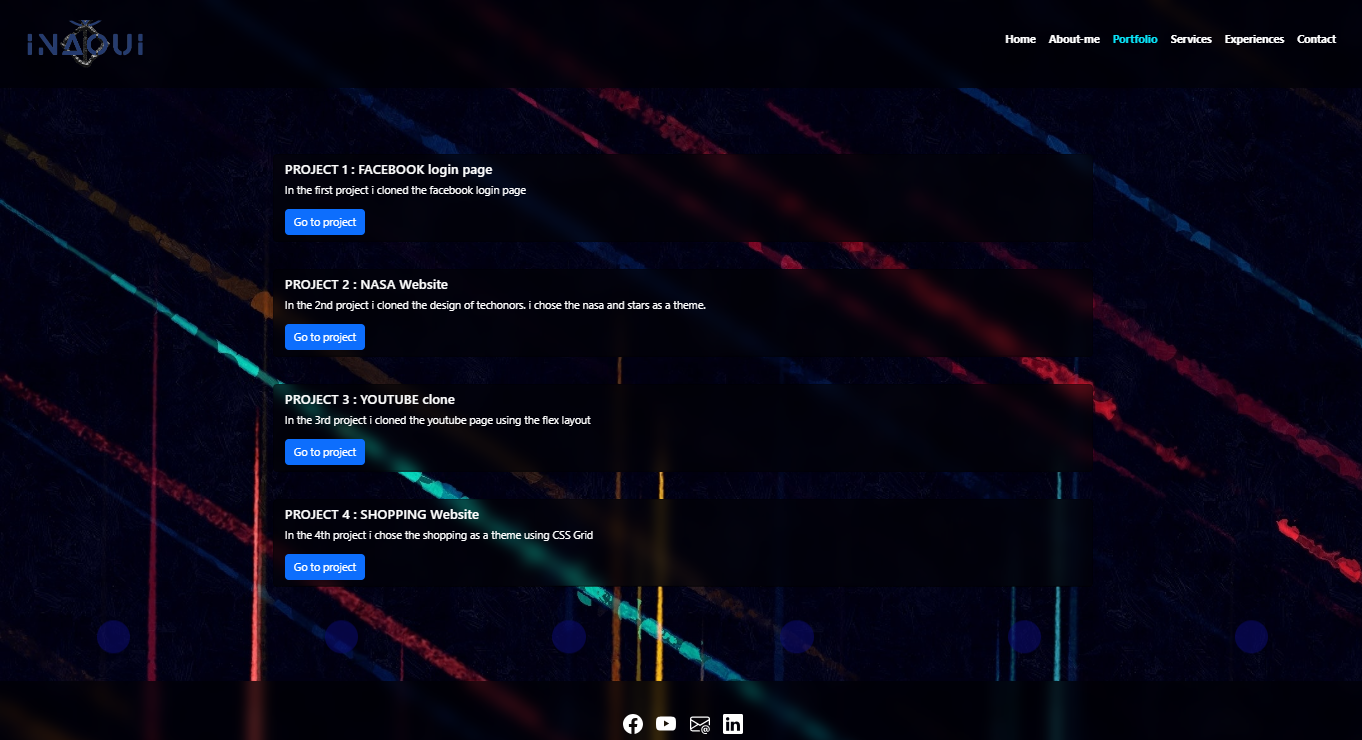 INAOUI
Home About-me Portfolio Services Experiences Contact
PROJECT 1 : FACEBOOK login page
In the first project i cloned the facebook login page
Go to project
PROJECT 2 : NASA Website
In the 2nd project i cloned the design of techonors. i chose the nasa and stars as a theme.
Go to project
PROJECT 3 : YOUTUBE clone
In the 3rd project i cloned the youtube page using the flex layout
Go to project
PROJECT 4 : SHOPPING Website
In the 4th project i chose the shopping as a theme using CSS Grid
Go to project